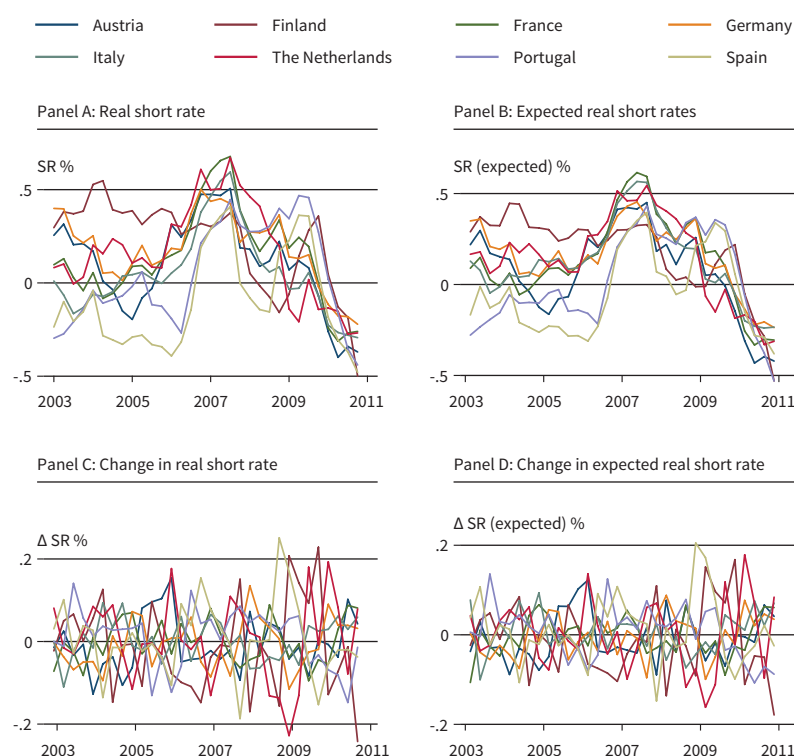 Austria Finland France Germany
Italy The Netherlands Portugal Spain
Panel A: Real short rate
SR %
.5
0
-.5
2003 2005 2007 2009 2011
Panel B: Expected real short rates
SR (expected) %
.5
0
-.5
2003 2005 2007 2009 2011
Panel C: Change in real short rate
Δ SR %
.2
0
-.2
2003 2005 2007 2009 2011
Panel D: Change in expected real short rate
Δ SR (expected) %
.2
0
-.2
2003 2005 2007 2009 2011